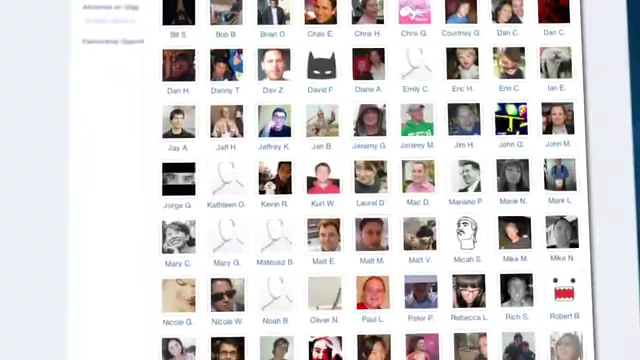 Bill S. Bob B. Brian O. Chas E. Chris H. Chris G. Courtney G. Dan C. Dan C.
Dan H. Danny T. Dav Z. David F. Diana A. Emily C. Eric H. Erin C. Ian E.
Jay A. Jeff H. Jeffrey K. Jen B. Jeremy G. Jeremy M. Jim H. John Q. John M.
Jorge G. Kathleen O. Kevin R. Kurt W. Laurel D. Mac D. Mariano P. Marie N. Mark L.
Mary C. Mary G. Mateusz B. Matt E. Matt M. Matt V. Micah S. Mike M. Mike N.
Nicole G. Nicole W. Noah B. Oliver N. Paul L. Peter P. Rebecca L. Rich S. Robert B.